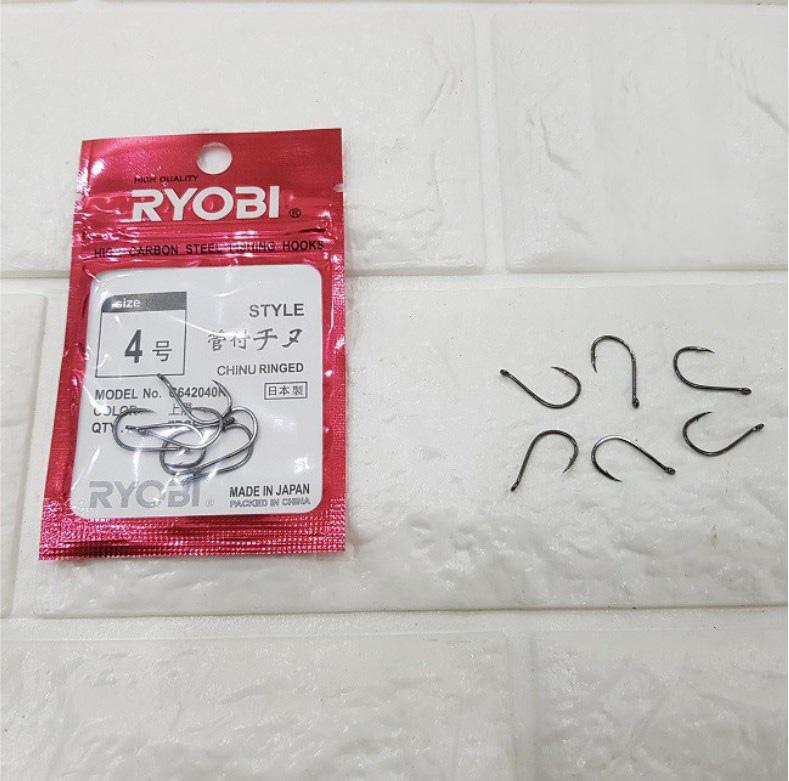 HIGH QUALITY
RYOBI ®
HIGH CARBON STEEL FISHING HOOKS
size
4号
STYLE
管付チヌ
CHINU RINGED
MODEL No.
日本製
COLOR
上
QTY.
RYOBI ®
MADE IN JAPAN
PACKED IN CHINA